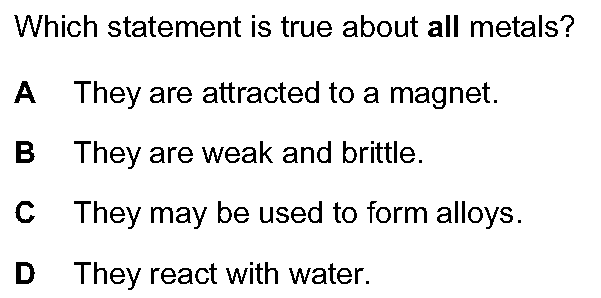 Which statement is true about all metals?
A They are attracted to a magnet.
B They are weak and brittle.
C They may be used to form alloys.
D They react with water.